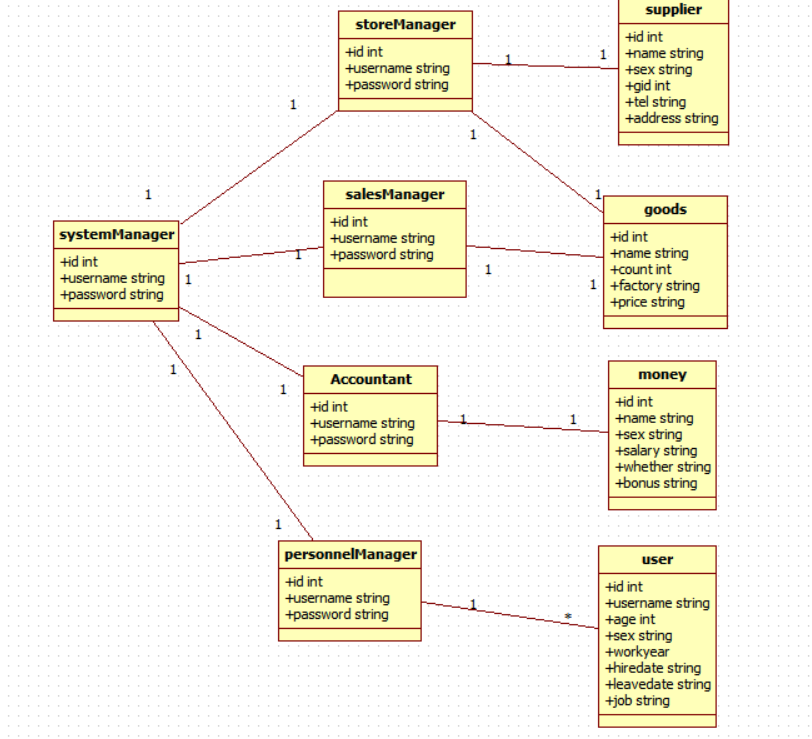 storeManager
+id int
+username string
+password string
supplier
+id int
+name string
+sex string
+gid int
+tel string
+address string
1
1
1
1
1
1
salesManager
+id int
+username string
+password string
goods
+id int
+name string
+count int
+factory string
+price string
systemManager
+id int
+username string
+password string
1
1
1
1
1
1
1
1
Accountant
+id int
+username string
+password string
money
+id int
+name string
+sex string
+salary string
+whether string
+bonus string
1
1
1
personnelManager
+id int
+username string
+password string
user
+id int
+username string
+age int
+sex string
+workyear
+hiredate string
+leavedate string
+job string
1
*